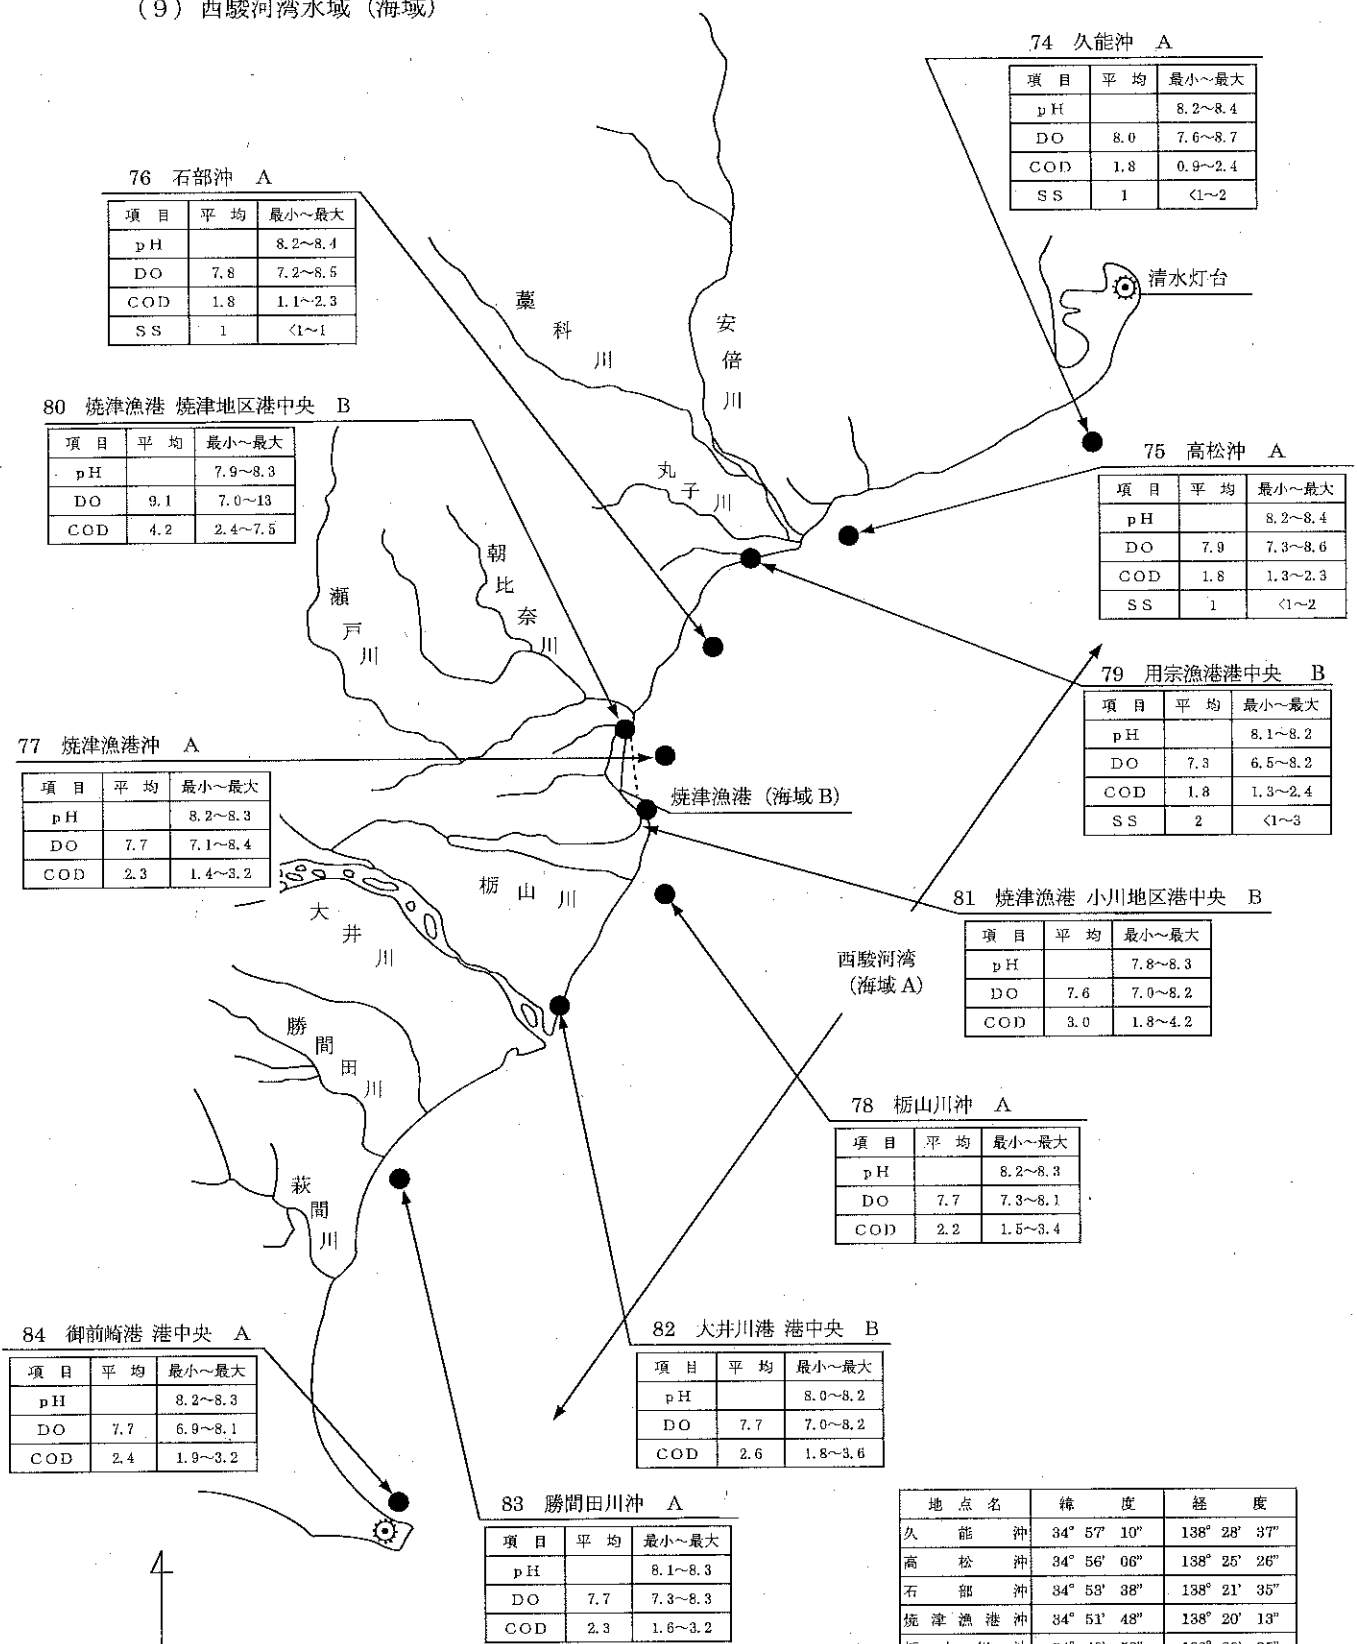 (9) 西駿河湾水域（海域）
74 久能沖 A
項目 平均 最小～最大
pH 8.2～8.4
DO 8.0 7.6～8.7
COD 1.8 0.9～2.4
SS 1 <1～2
76 石部沖 A
項目 平均 最小～最大
pH 8.2～8.4
DO 7.8 7.2～8.5
COD 1.8 1.1～2.3
SS 1 <1～1
清水灯台
藁科川
安倍川
80 焼津漁港 焼津地区港中央 B
項目 平均 最小～最大
pH 7.9～8.3
DO 9.1 7.0～13
COD 4.2 2.4～7.5
75 高松沖 A
項目 平均 最小～最大
pH 8.2～8.4
DO 7.9 7.3～8.6
COD 1.8 1.3～2.3
SS 1 <1～2
丸子川
朝比奈川
瀬戸川
79 用宗漁港港中央 B
項目 平均 最小～最大
pH 8.1～8.2
DO 7.3 6.5～8.2
COD 1.8 1.3～2.4
SS 2 <1～3
77 焼津漁港沖 A
項目 平均 最小～最大
pH 8.2～8.3
DO 7.7 7.1～8.4
COD 2.3 1.4～3.2
焼津漁港（海域B）
栃山川
大井川
81 焼津漁港 小川地区港中央 B
項目 平均 最小～最大
pH 7.8～8.3
DO 7.6 7.0～8.2
COD 3.0 1.8～4.2
西駿河湾
（海域A）
勝間田川
78 栃山川沖 A
項目 平均 最小～最大
pH 8.2～8.3
DO 7.7 7.3～8.1
COD 2.2 1.5～3.4
萩間川
84 御前崎港 港中央 A
項目 平均 最小～最大
pH 8.2～8.3
DO 7.7 6.9～8.1
COD 2.4 1.9～3.2
82 大井川港 港中央 B
項目 平均 最小～最大
pH 8.0～8.2
DO 7.7 7.0～8.2
COD 2.6 1.8～3.6
83 勝間田川沖 A
項目 平均 最小～最大
pH 8.1～8.3
DO 7.7 7.3～8.3
COD 2.3 1.6～3.2
地点名 緯度 経度
久能沖 34° 57' 10" 138° 28' 37"
高松沖 34° 56' 06" 138° 25' 26"
石部沖 34° 53' 38" 138° 21' 35"
焼津漁港沖 34° 51' 48" 138° 20' 13"